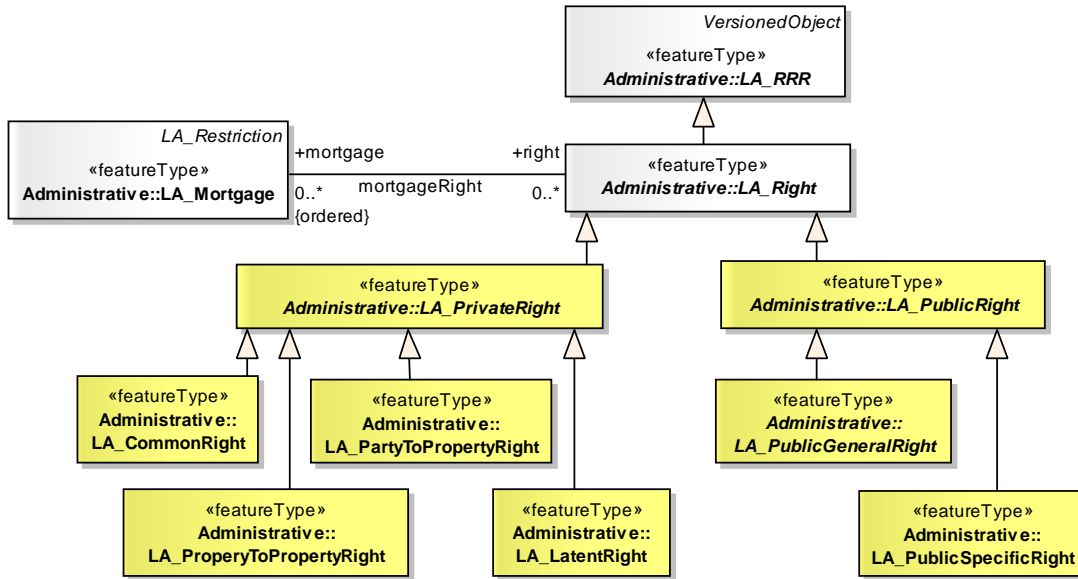 VersionedObject
«featureType»
Administrative::LA_RRR
LA_Restriction
«featureType»
Administrative::LA_Mortgage
+mortgage
+right
mortgageRight
0..*
0..*
{ordered}
«featureType»
Administrative::LA_Right
«featureType»
Administrative::LA_PrivateRight
«featureType»
Administrative::LA_PublicRight
«featureType»
Administrative::
LA_CommonRight
«featureType»
Administrative::
LA_PartyToPropertyRight
«featureType»
Administrative::
LA_PublicGeneralRight
«featureType»
Administrative::
LA_ProperyToPropertyRight
«featureType»
Administrative::
LA_LatentRight
«featureType»
Administrative::
LA_PublicSpecificRight